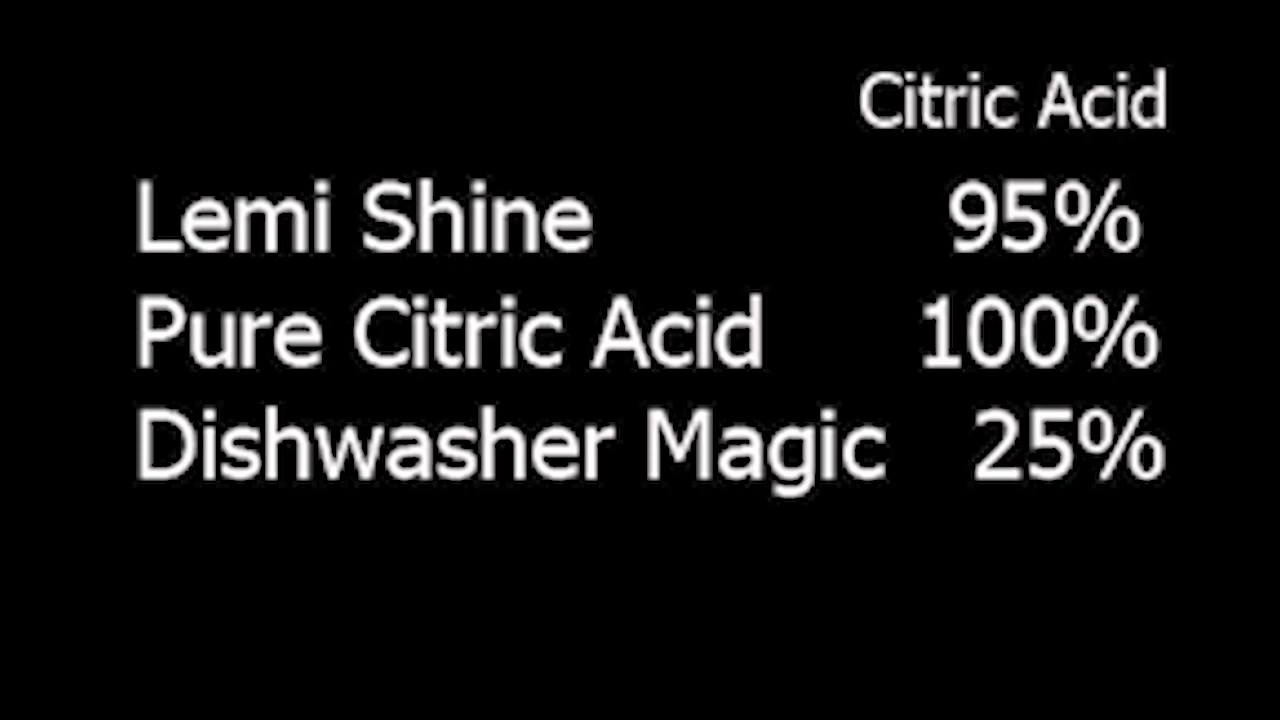 Citric Acid
Lemi Shine 95%
Pure Citric Acid 100%
Dishwasher Magic 25%